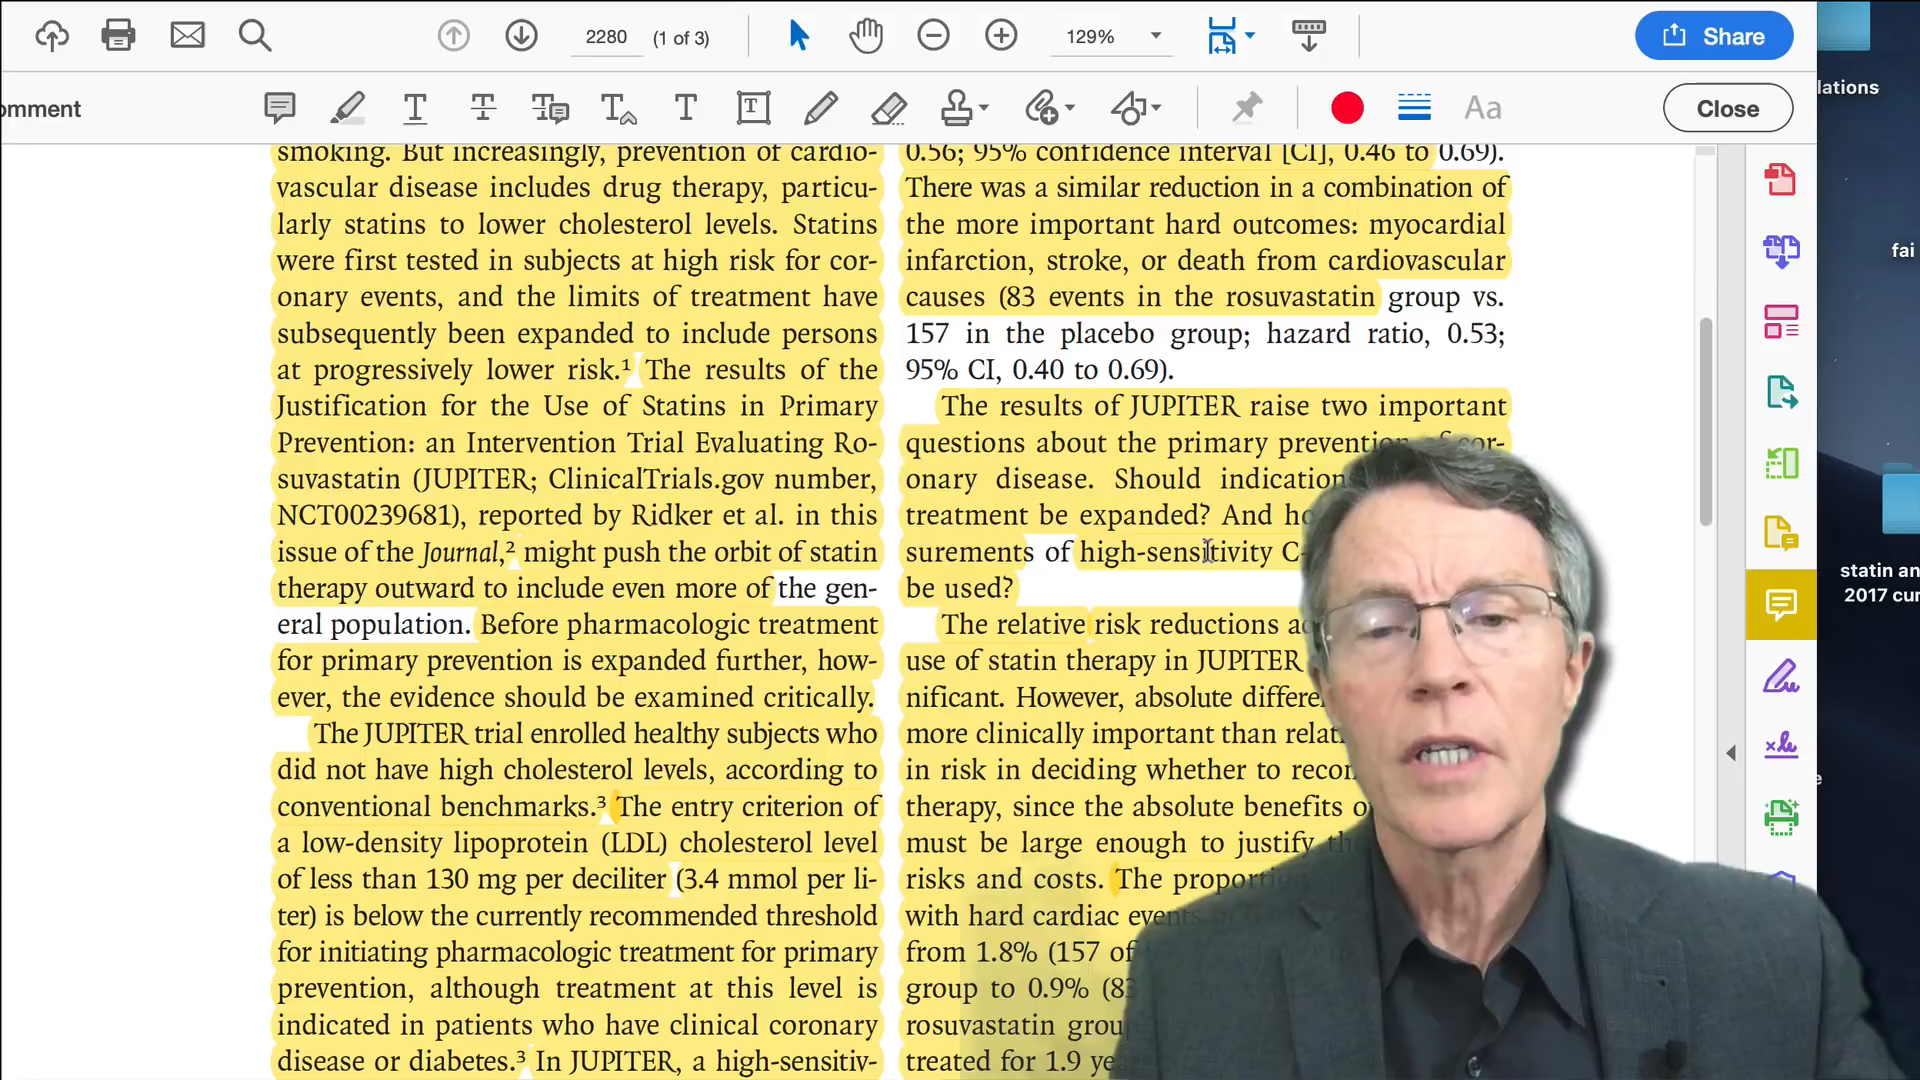 2280 (1 of 3)
129%
Share
lations
omment
Aa
Close
smoking. But increasingly, prevention of cardio-
vascular disease includes drug therapy, particu-
larly statins to lower cholesterol levels. Statins
were first tested in subjects at high risk for cor-
onary events, and the limits of treatment have
subsequently been expanded to include persons
at progressively lower risk.¹ The results of the
Justification for the Use of Statins in Primary
Prevention: an Intervention Trial Evaluating Ro-
suvastatin (JUPITER; ClinicalTrials.gov number,
NCT00239681), reported by Ridker et al. in this
issue of the Journal,² might push the orbit of statin
therapy outward to include even more of the gen-
eral population. Before pharmacologic treatment
for primary prevention is expanded further, how-
ever, the evidence should be examined critically.
The JUPITER trial enrolled healthy subjects who
did not have high cholesterol levels, according to
conventional benchmarks.³ The entry criterion of
a low-density lipoprotein (LDL) cholesterol level
of less than 130 mg per deciliter (3.4 mmol per li-
ter) is below the currently recommended threshold
for initiating pharmacologic treatment for primary
prevention, although treatment at this level is
indicated in patients who have clinical coronary
disease or diabetes.³ In JUPITER, a high-sensitiv-
0.56; 95% confidence interval [CI], 0.46 to 0.69).
There was a similar reduction in a combination of
the more important hard outcomes: myocardial
infarction, stroke, or death from cardiovascular
causes (83 events in the rosuvastatin group vs.
157 in the placebo group; hazard ratio, 0.53;
95% CI, 0.40 to 0.69).
The results of JUPITER raise two important
questions about the primary prevention of cor-
onary disease. Should indication
treatment be expanded? And ho
surements of high-sensitivity C-
be used?
The relative risk reductions a
use of statin therapy in JUPITER
nificant. However, absolute differe
more clinically important than relat
in risk in deciding whether to recom
therapy, since the absolute benefits o
must be large enough to justify th
risks and costs. The proportion
with hard cardiac events in
from 1.8% (157 of
group to 0.9% (83
rosuvastatin group
treated for 1.9 ye
fai
statin an
2017 cur